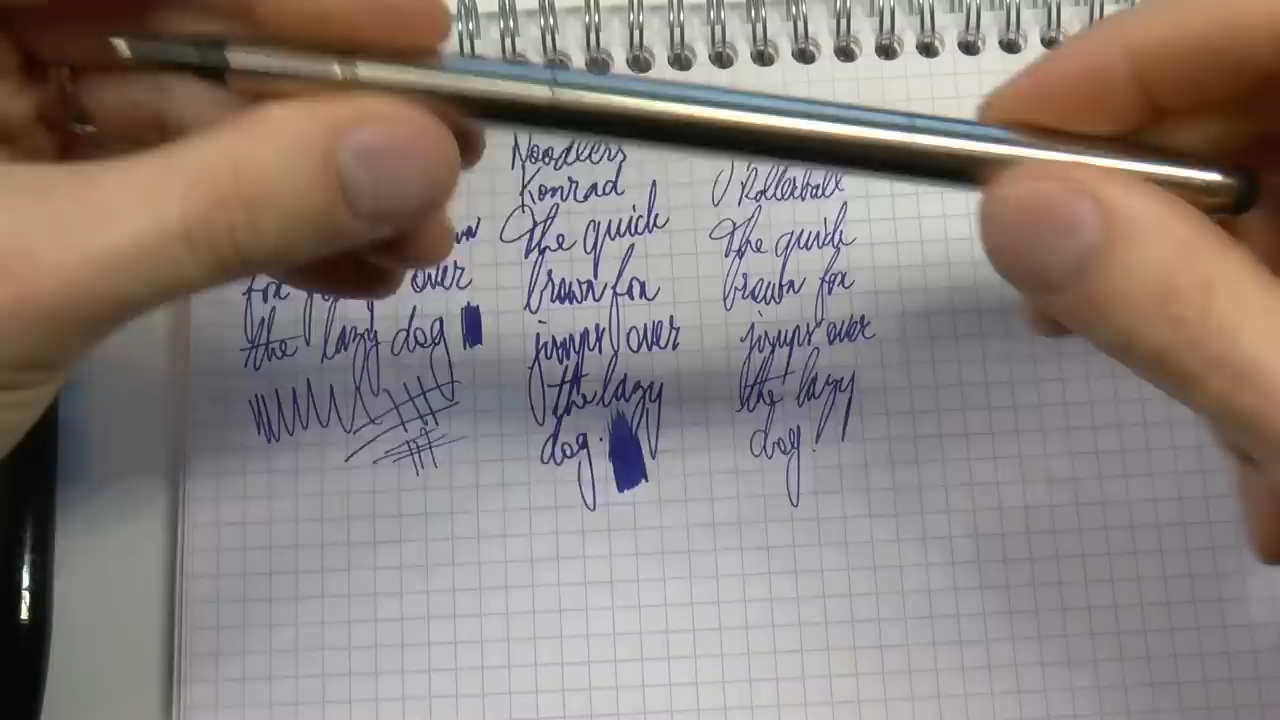 over
the lazy dog
Noodlers
Konrad
The quick
brown fox
jumps over
the lazy
dog.
Rollerball
The quick
brown fox
jumps over
the lazy
dog.